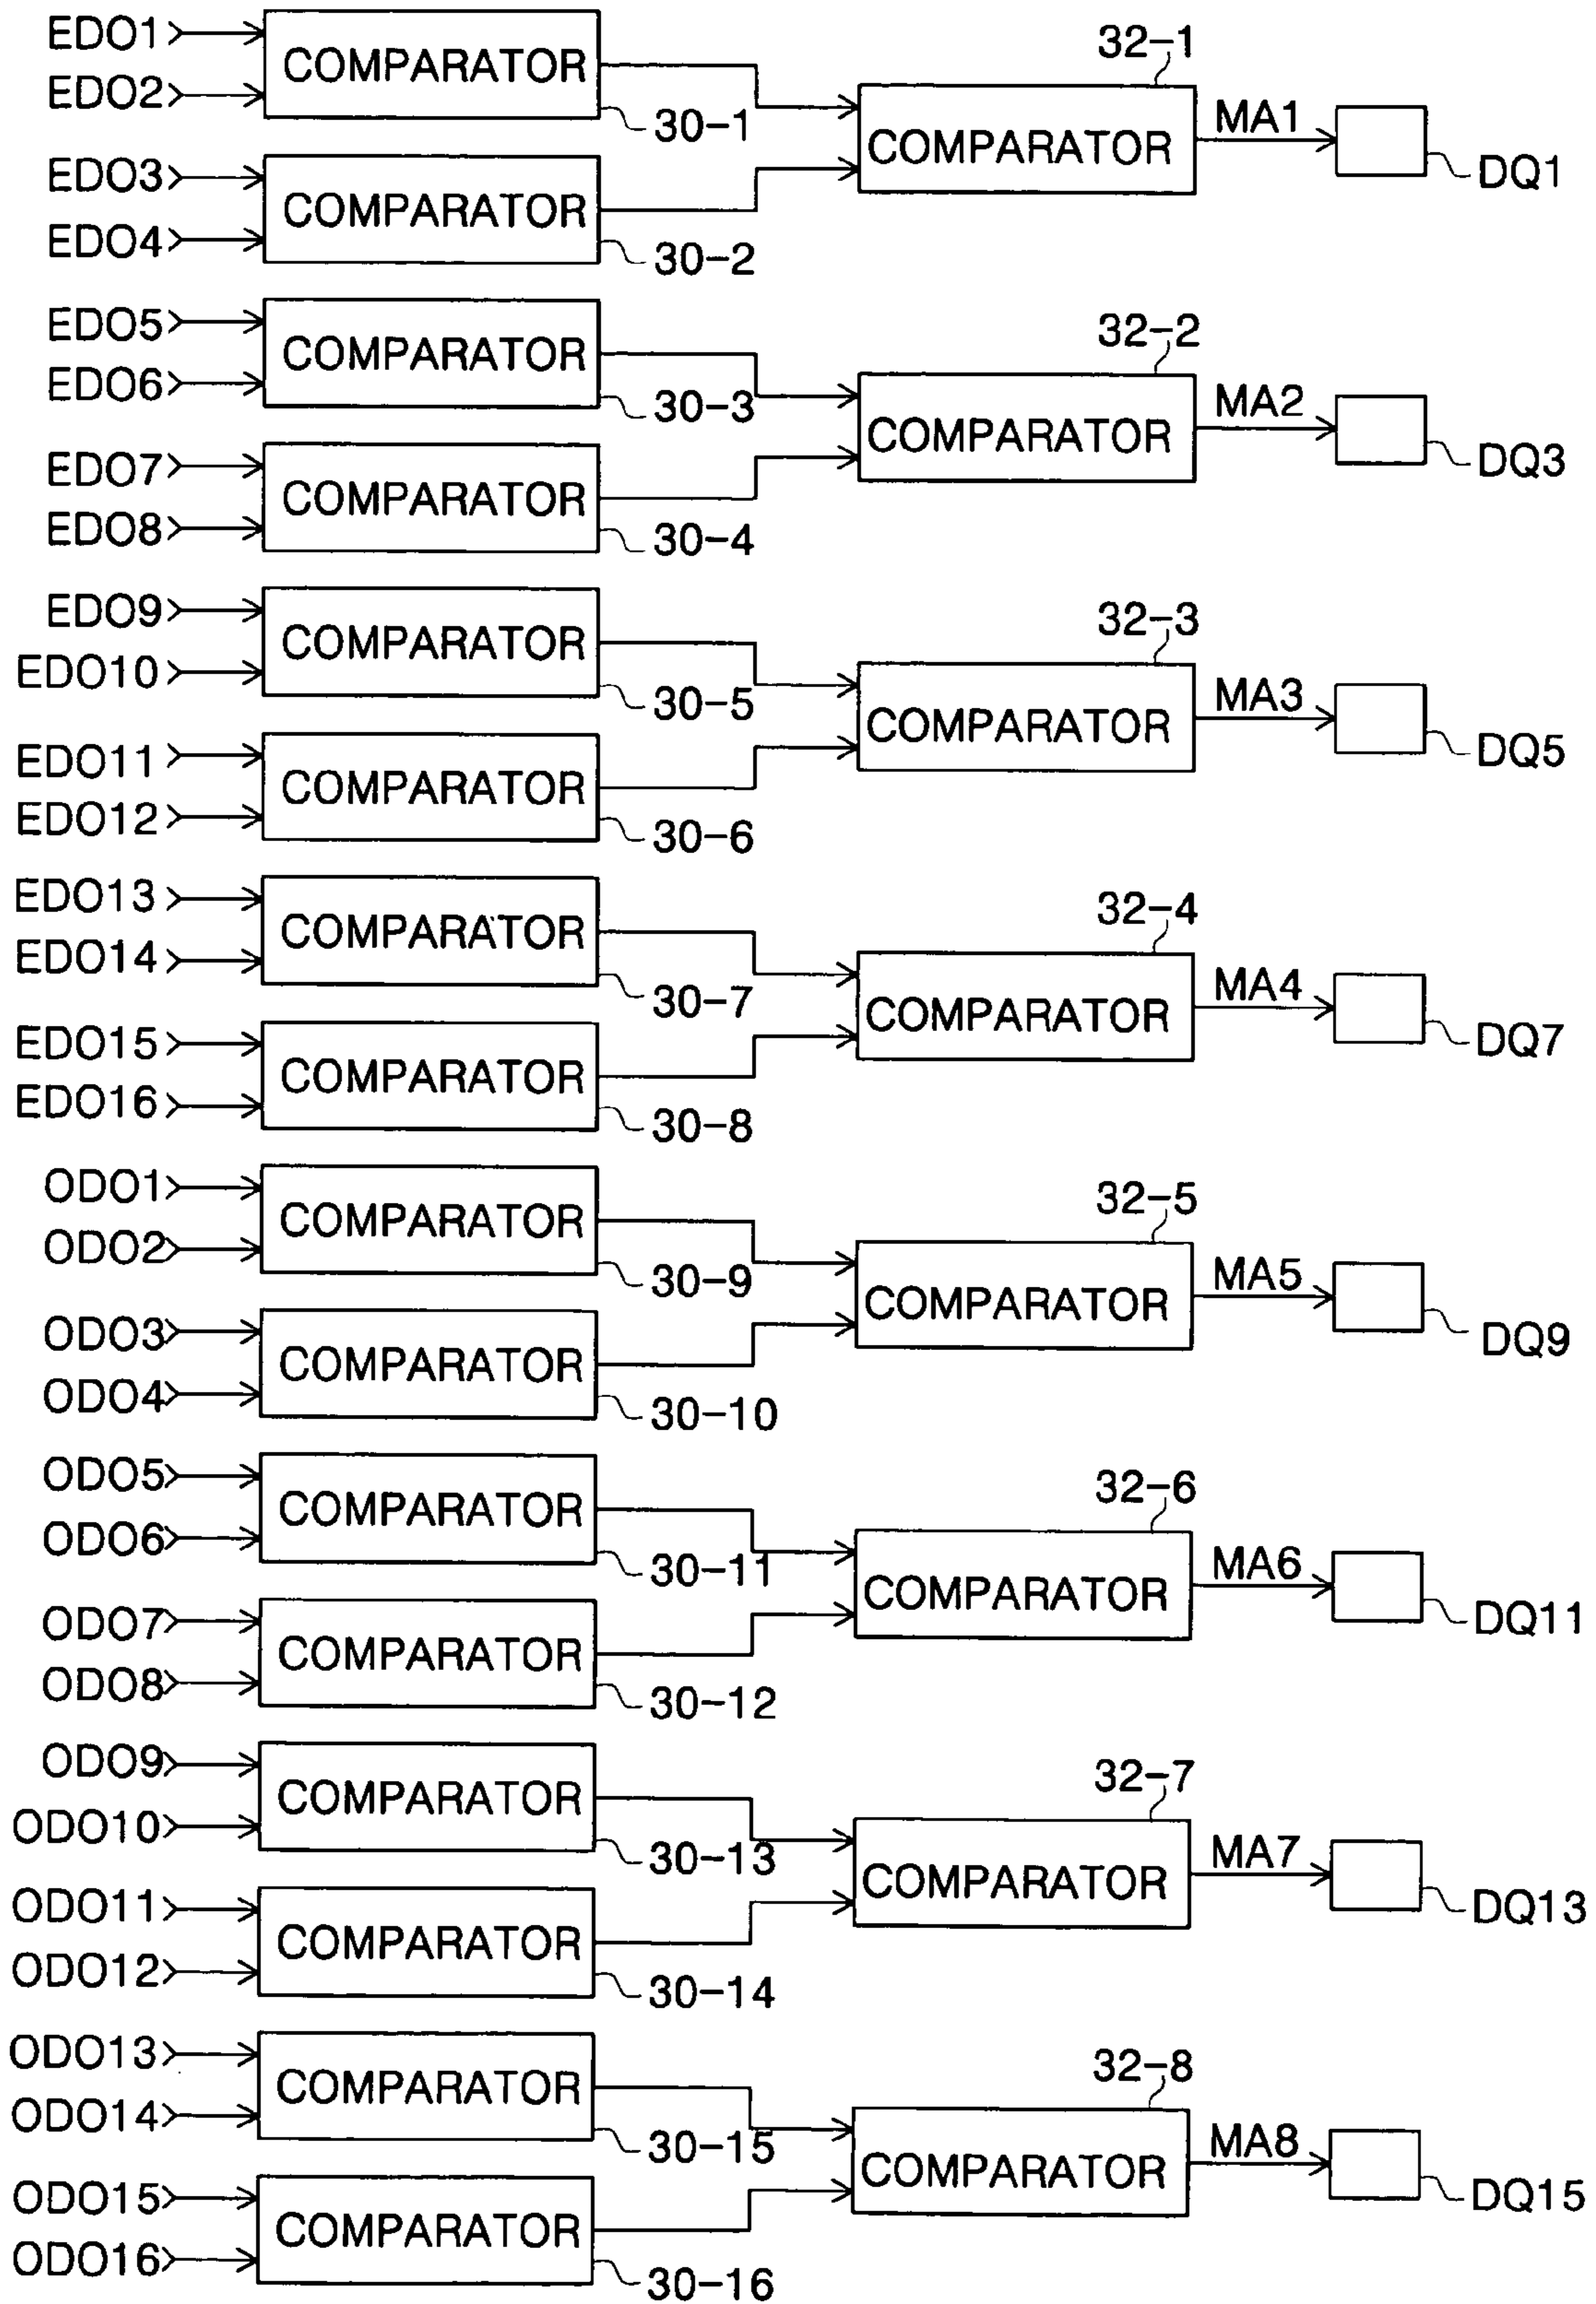 EDO1
COMPARATOR
EDO2
30-1
32-1
COMPARATOR
MA1
DQ1
EDO3
COMPARATOR
EDO4
30-2
EDO5
COMPARATOR
EDO6
30-3
32-2
COMPARATOR
MA2
DQ3
EDO7
COMPARATOR
EDO8
30-4
EDO9
COMPARATOR
EDO10
30-5
32-3
COMPARATOR
MA3
DQ5
EDO11
COMPARATOR
EDO12
30-6
EDO13
COMPARATOR
EDO14
30-7
32-4
COMPARATOR
MA4
DQ7
EDO15
COMPARATOR
EDO16
30-8
ODO1
COMPARATOR
ODO2
30-9
32-5
COMPARATOR
MA5
DQ9
ODO3
COMPARATOR
ODO4
30-10
ODO5
COMPARATOR
ODO6
30-11
32-6
COMPARATOR
MA6
DQ11
ODO7
COMPARATOR
ODO8
30-12
ODO9
COMPARATOR
ODO10
30-13
32-7
COMPARATOR
MA7
DQ13
ODO11
COMPARATOR
ODO12
30-14
ODO13
COMPARATOR
ODO14
30-15
32-8
COMPARATOR
MA8
DQ15
ODO15
COMPARATOR
ODO16
30-16